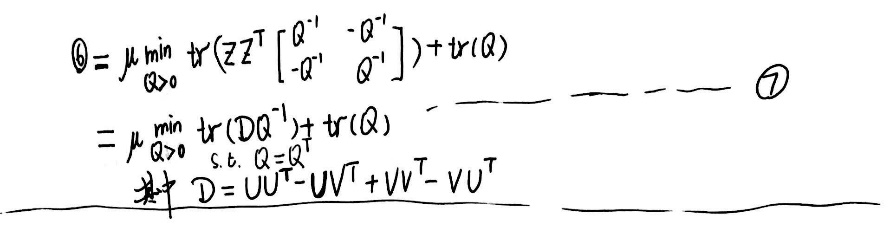 ⑥ = μ min_{Q>0} tr(ZZ^T [Q^{-1} -Q^{-1}; -Q^{-1} Q^{-1}]) + tr(Q)
= μ min_{Q>0} tr(DQ^{-1}) + tr(Q) ⑦
s.t. Q=Q^T
其中 D = UU^T - UV^T + VV^T - VU^T